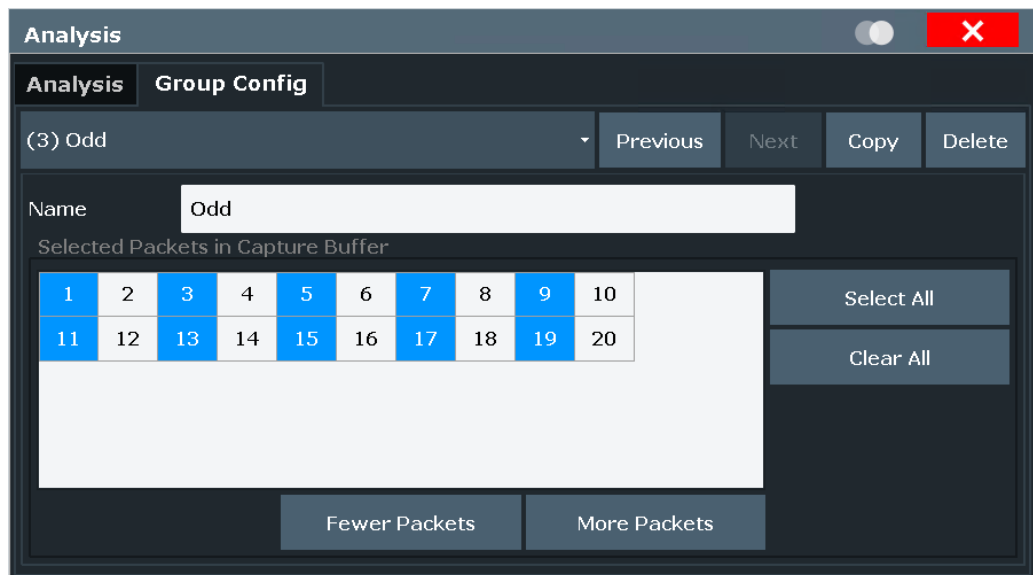 Analysis
Analysis Group Config
(3) Odd Previous Next Copy Delete
Name Odd
Selected Packets in Capture Buffer
1 2 3 4 5 6 7 8 9 10 Select All
11 12 13 14 15 16 17 18 19 20
Clear All
Fewer Packets More Packets